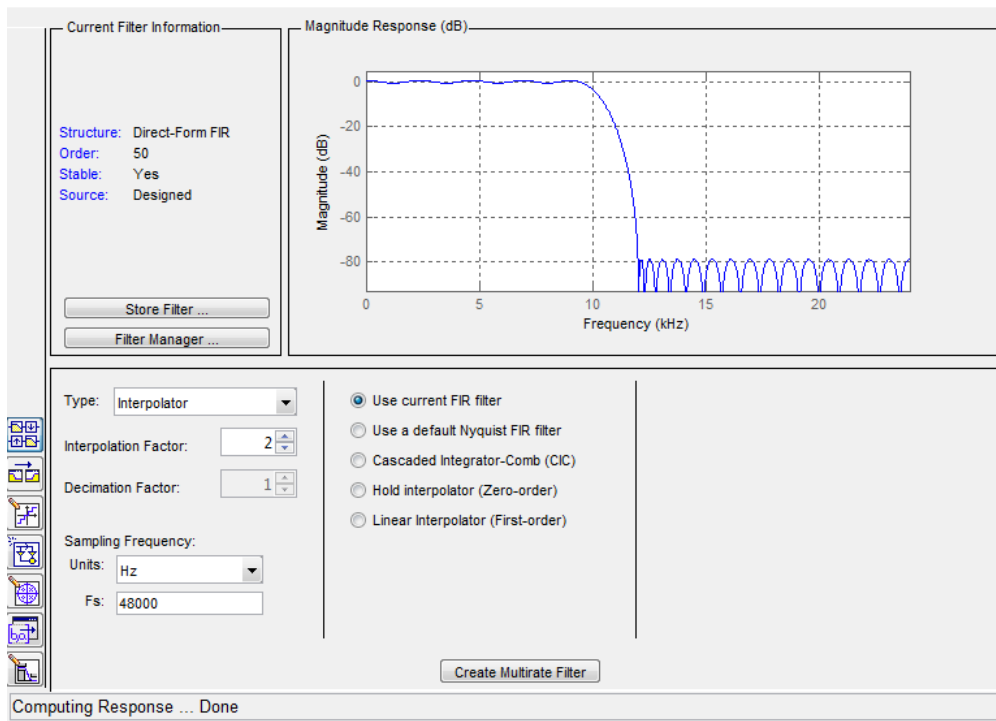 Current Filter Information
Structure: Direct-Form FIR
Order: 50
Stable: Yes
Source: Designed
Store Filter ...
Filter Manager ...
Magnitude Response (dB)
Magnitude (dB)
0
-20
-40
-60
-80
0 5 10 15 20
Frequency (kHz)
Type: Interpolator
Interpolation Factor: 2
Decimation Factor: 1
Sampling Frequency:
Units: Hz
Fs: 48000
Use current FIR filter
Use a default Nyquist FIR filter
Cascaded Integrator-Comb (CIC)
Hold interpolator (Zero-order)
Linear Interpolator (First-order)
Create Multirate Filter
Computing Response ... Done